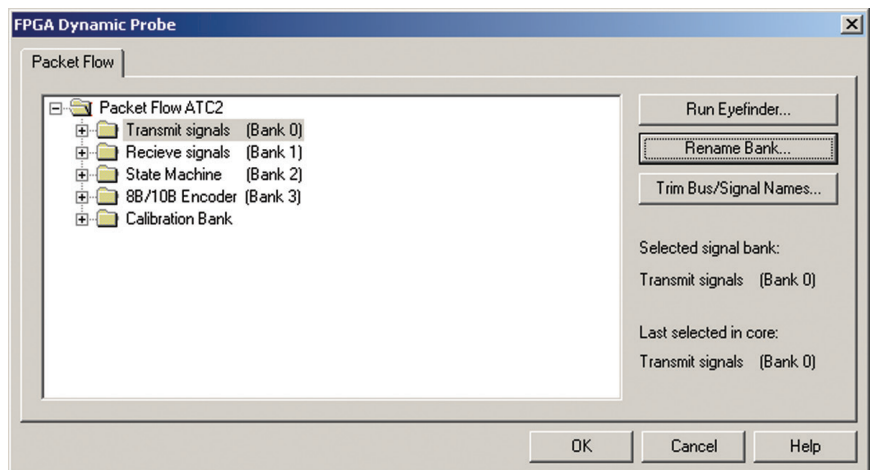 FPGA Dynamic Probe
Packet Flow
Packet Flow ATC2
Transmit signals (Bank 0)
Recieve signals (Bank 1)
State Machine (Bank 2)
8B/10B Encoder (Bank 3)
Calibration Bank
Run Eyefinder...
Rename Bank...
Trim Bus/Signal Names...
Selected signal bank:
Transmit signals (Bank 0)
Last selected in core:
Transmit signals (Bank 0)
OK
Cancel
Help